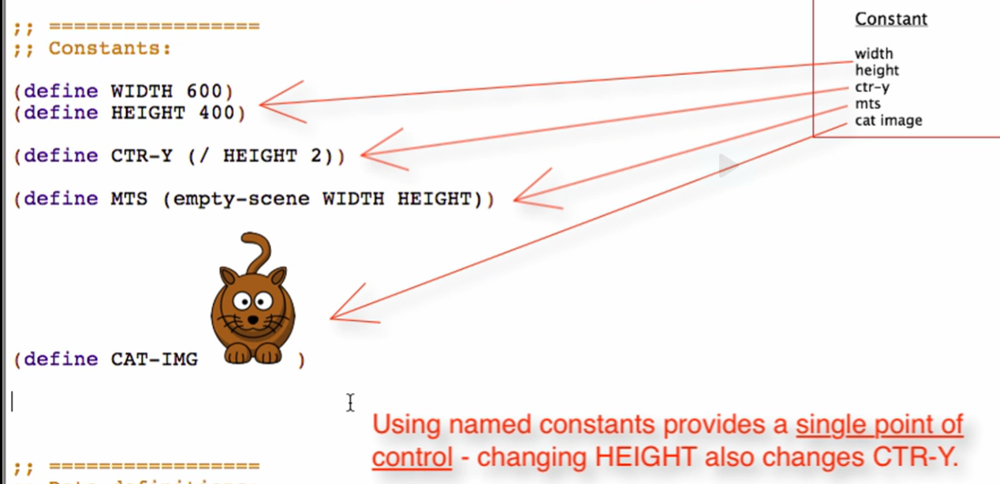 ;; =================
;; Constants:
(define WIDTH 600)
(define HEIGHT 400)
(define CTR-Y (/ HEIGHT 2))
(define MTS (empty-scene WIDTH HEIGHT))
(define CAT-IMG )
Constant
width
height
ctr-y
mts
cat image
Using named constants provides a single point of
control - changing HEIGHT also changes CTR-Y.
;; =================
;; Data definitions: